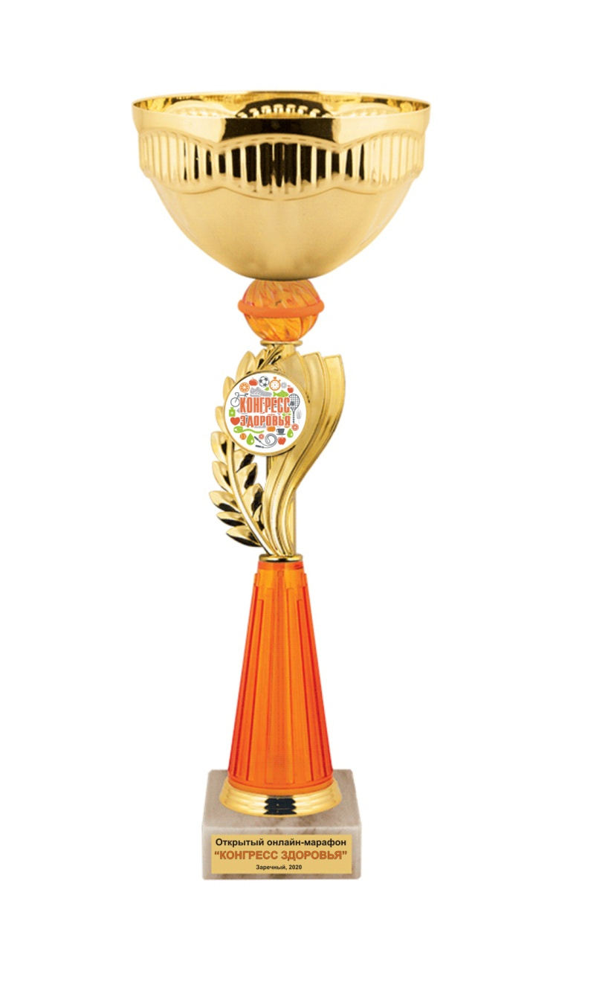 КОНГРЕСС
ЗДОРОВЬЯ
Открытый онлайн-марафон
“КОНГРЕСС ЗДОРОВЬЯ”
Заречный, 2020